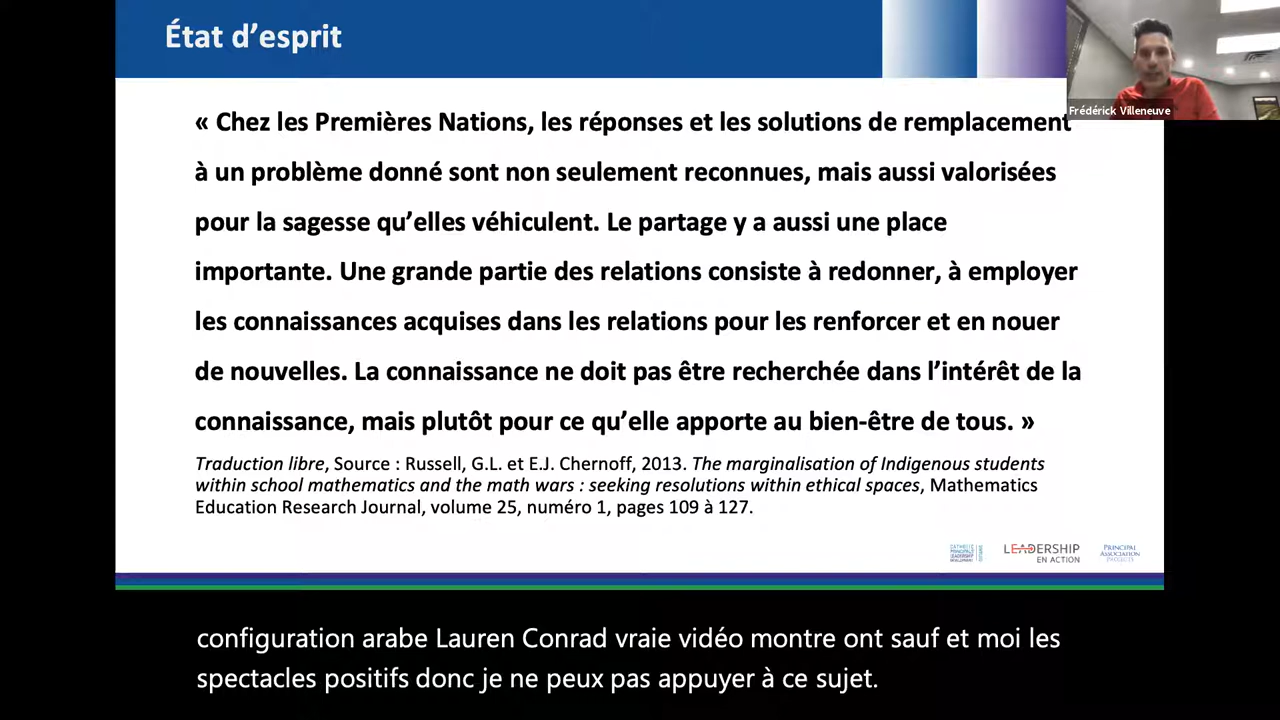 État d’esprit
Frédérick Villeneuve
« Chez les Premières Nations, les réponses et les solutions de remplacement
à un problème donné sont non seulement reconnues, mais aussi valorisées
pour la sagesse qu’elles véhiculent. Le partage y a aussi une place
importante. Une grande partie des relations consiste à redonner, à employer
les connaissances acquises dans les relations pour les renforcer et en nouer
de nouvelles. La connaissance ne doit pas être recherchée dans l’intérêt de la
connaissance, mais plutôt pour ce qu’elle apporte au bien-être de tous. »
Traduction libre, Source : Russell, G.L. et E.J. Chernoff, 2013. The marginalisation of Indigenous students
within school mathematics and the math wars : seeking resolutions within ethical spaces, Mathematics
Education Research Journal, volume 25, numéro 1, pages 109 à 127.
LEADERSHIP
EN ACTION
PRINCIPAL
ASSOCIATION
PROJECTS
configuration arabe Lauren Conrad vraie vidéo montre ont sauf et moi les
spectacles positifs donc je ne peux pas appuyer à ce sujet.